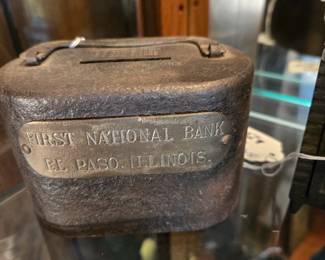 FIRST NATIONAL BANK
EL PASO, ILLINOIS.